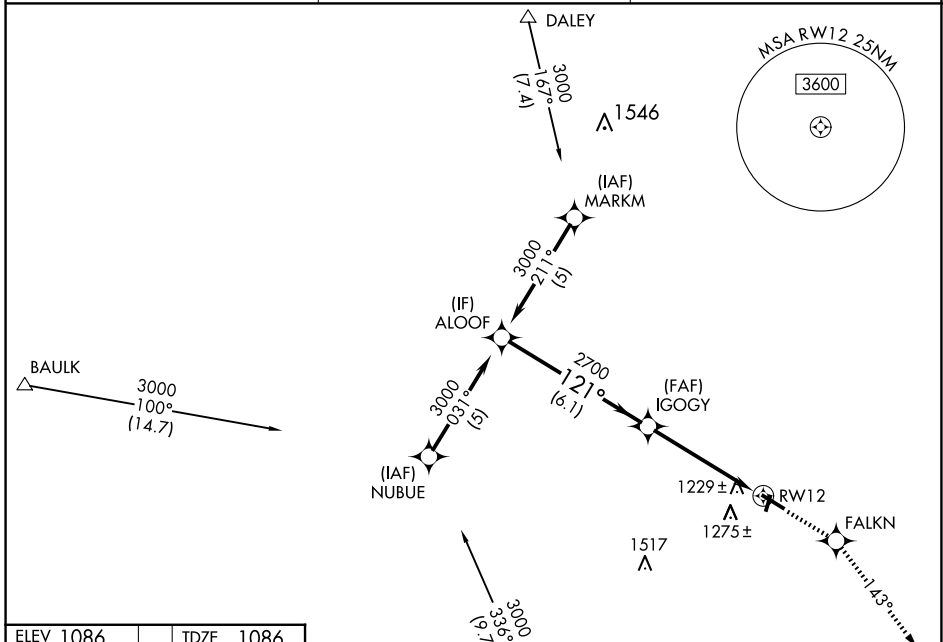 DALEY
3000
167°
(7.4)
1546
MSA RW12 25NM
3600
(IAF)
MARKM
3000
211°
(5)
(IF)
ALOOF
BAULK
3000
100°
(14.7)
3000
031°
(5)
2700
121°
(6.1)
(FAF)
IGOGY
(IAF)
NUBUE
1229±
RW12
1275±
FALKN
1517
143°
3000
336°
(9.7
ELEV 1086
TDZE 1086